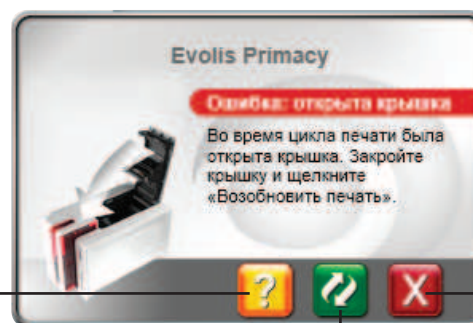 Evolis Primacy
Ошибка: открыта крышка
Во время цикла печати была
открыта крышка. Закройте
крышку и щелкните
«Возобновить печать».
?
X